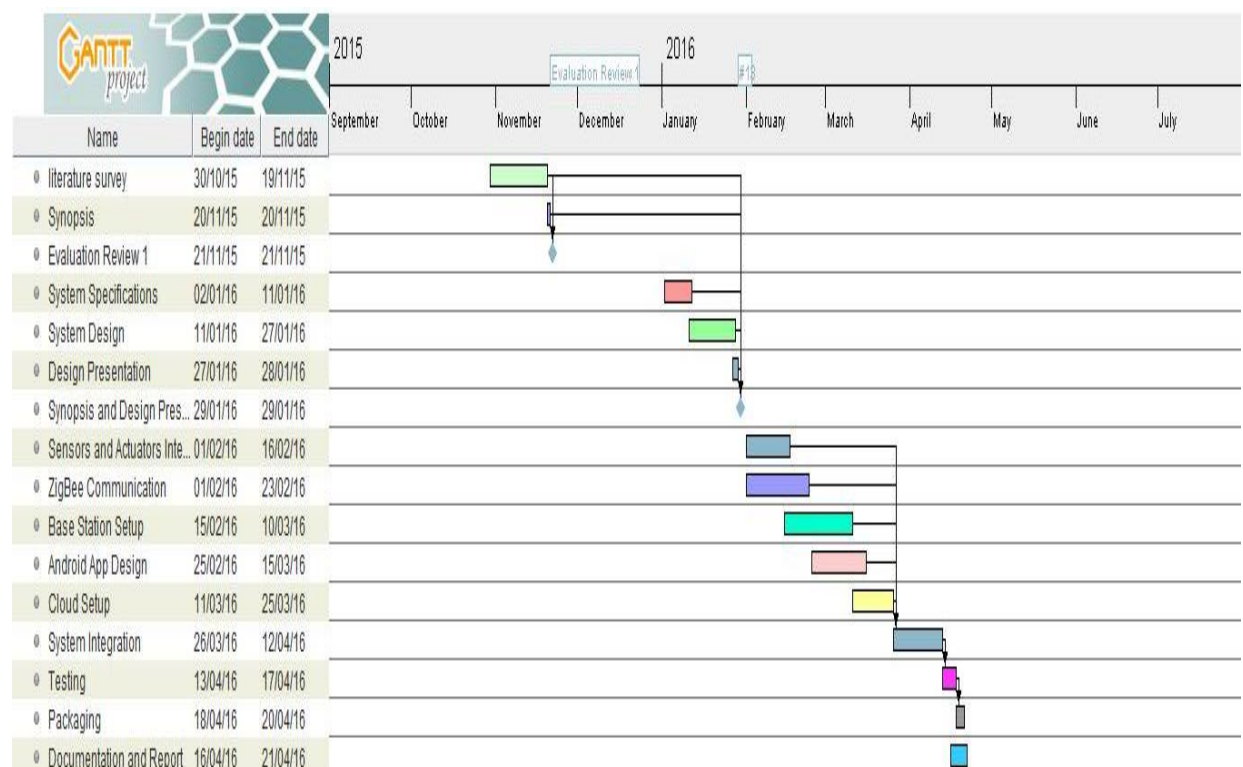 GANTT
project
2015
2016
Evaluation Review 1
#18
September October November December January February March April May June July
Name Begin date End date
literature survey 30/10/15 19/11/15
Synopsis 20/11/15 20/11/15
Evaluation Review 1 21/11/15 21/11/15
System Specifications 02/01/16 11/01/16
System Design 11/01/16 27/01/16
Design Presentation 27/01/16 28/01/16
Synopsis and Design Pres... 29/01/16 29/01/16
Sensors and Actuators Inte... 01/02/16 16/02/16
ZigBee Communication 01/02/16 23/02/16
Base Station Setup 15/02/16 10/03/16
Android App Design 25/02/16 15/03/16
Cloud Setup 11/03/16 25/03/16
System Integration 26/03/16 12/04/16
Testing 13/04/16 17/04/16
Packaging 18/04/16 20/04/16
Documentation and Report 16/04/16 21/04/16